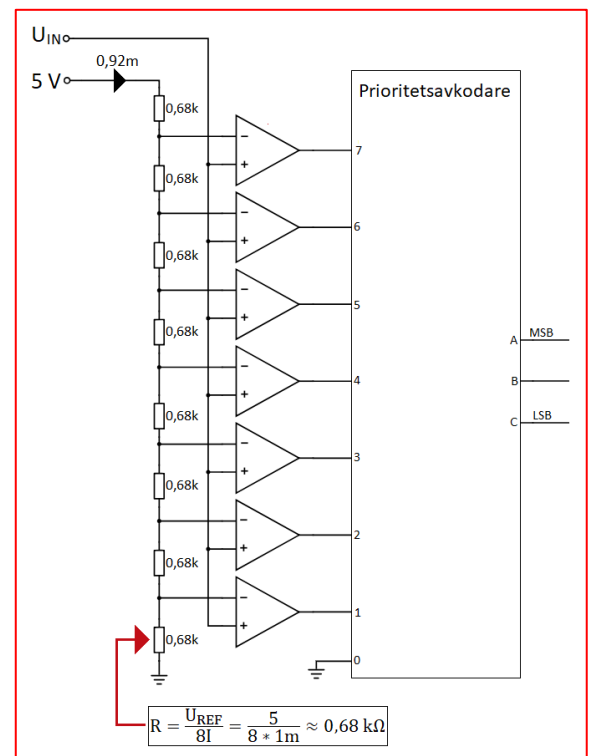 U_IN
0,92m
5 V
Prioritetsavkodare
0,68k
7
0,68k
6
0,68k
5
0,68k
MSB
A
4
B
0,68k
LSB
C
3
0,68k
2
0,68k
1
0,68k
0
R = U_REF / 8I = 5 / 8 * 1m ≈ 0,68 kΩ
− + − + − + − + − + − + − +